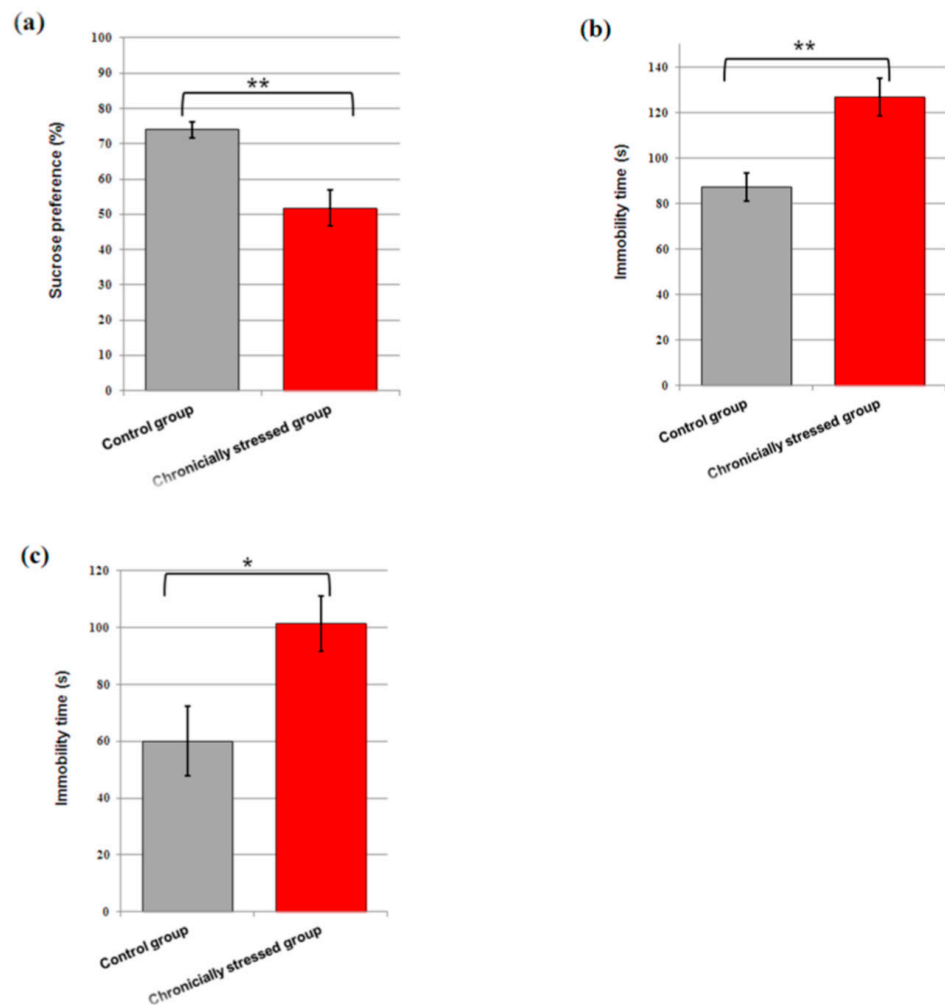 (a)
100
90
80
70
60
50
40
30
20
10
0
Sucrose preference (%)
**
Control group
Chronicially stressed group
(b)
140
120
100
80
60
40
20
0
Immobility time (s)
**
Control group
Chronicially stressed group
(c)
120
100
80
60
40
20
0
Immobility time (s)
*
Control group
Chronicially stressed group